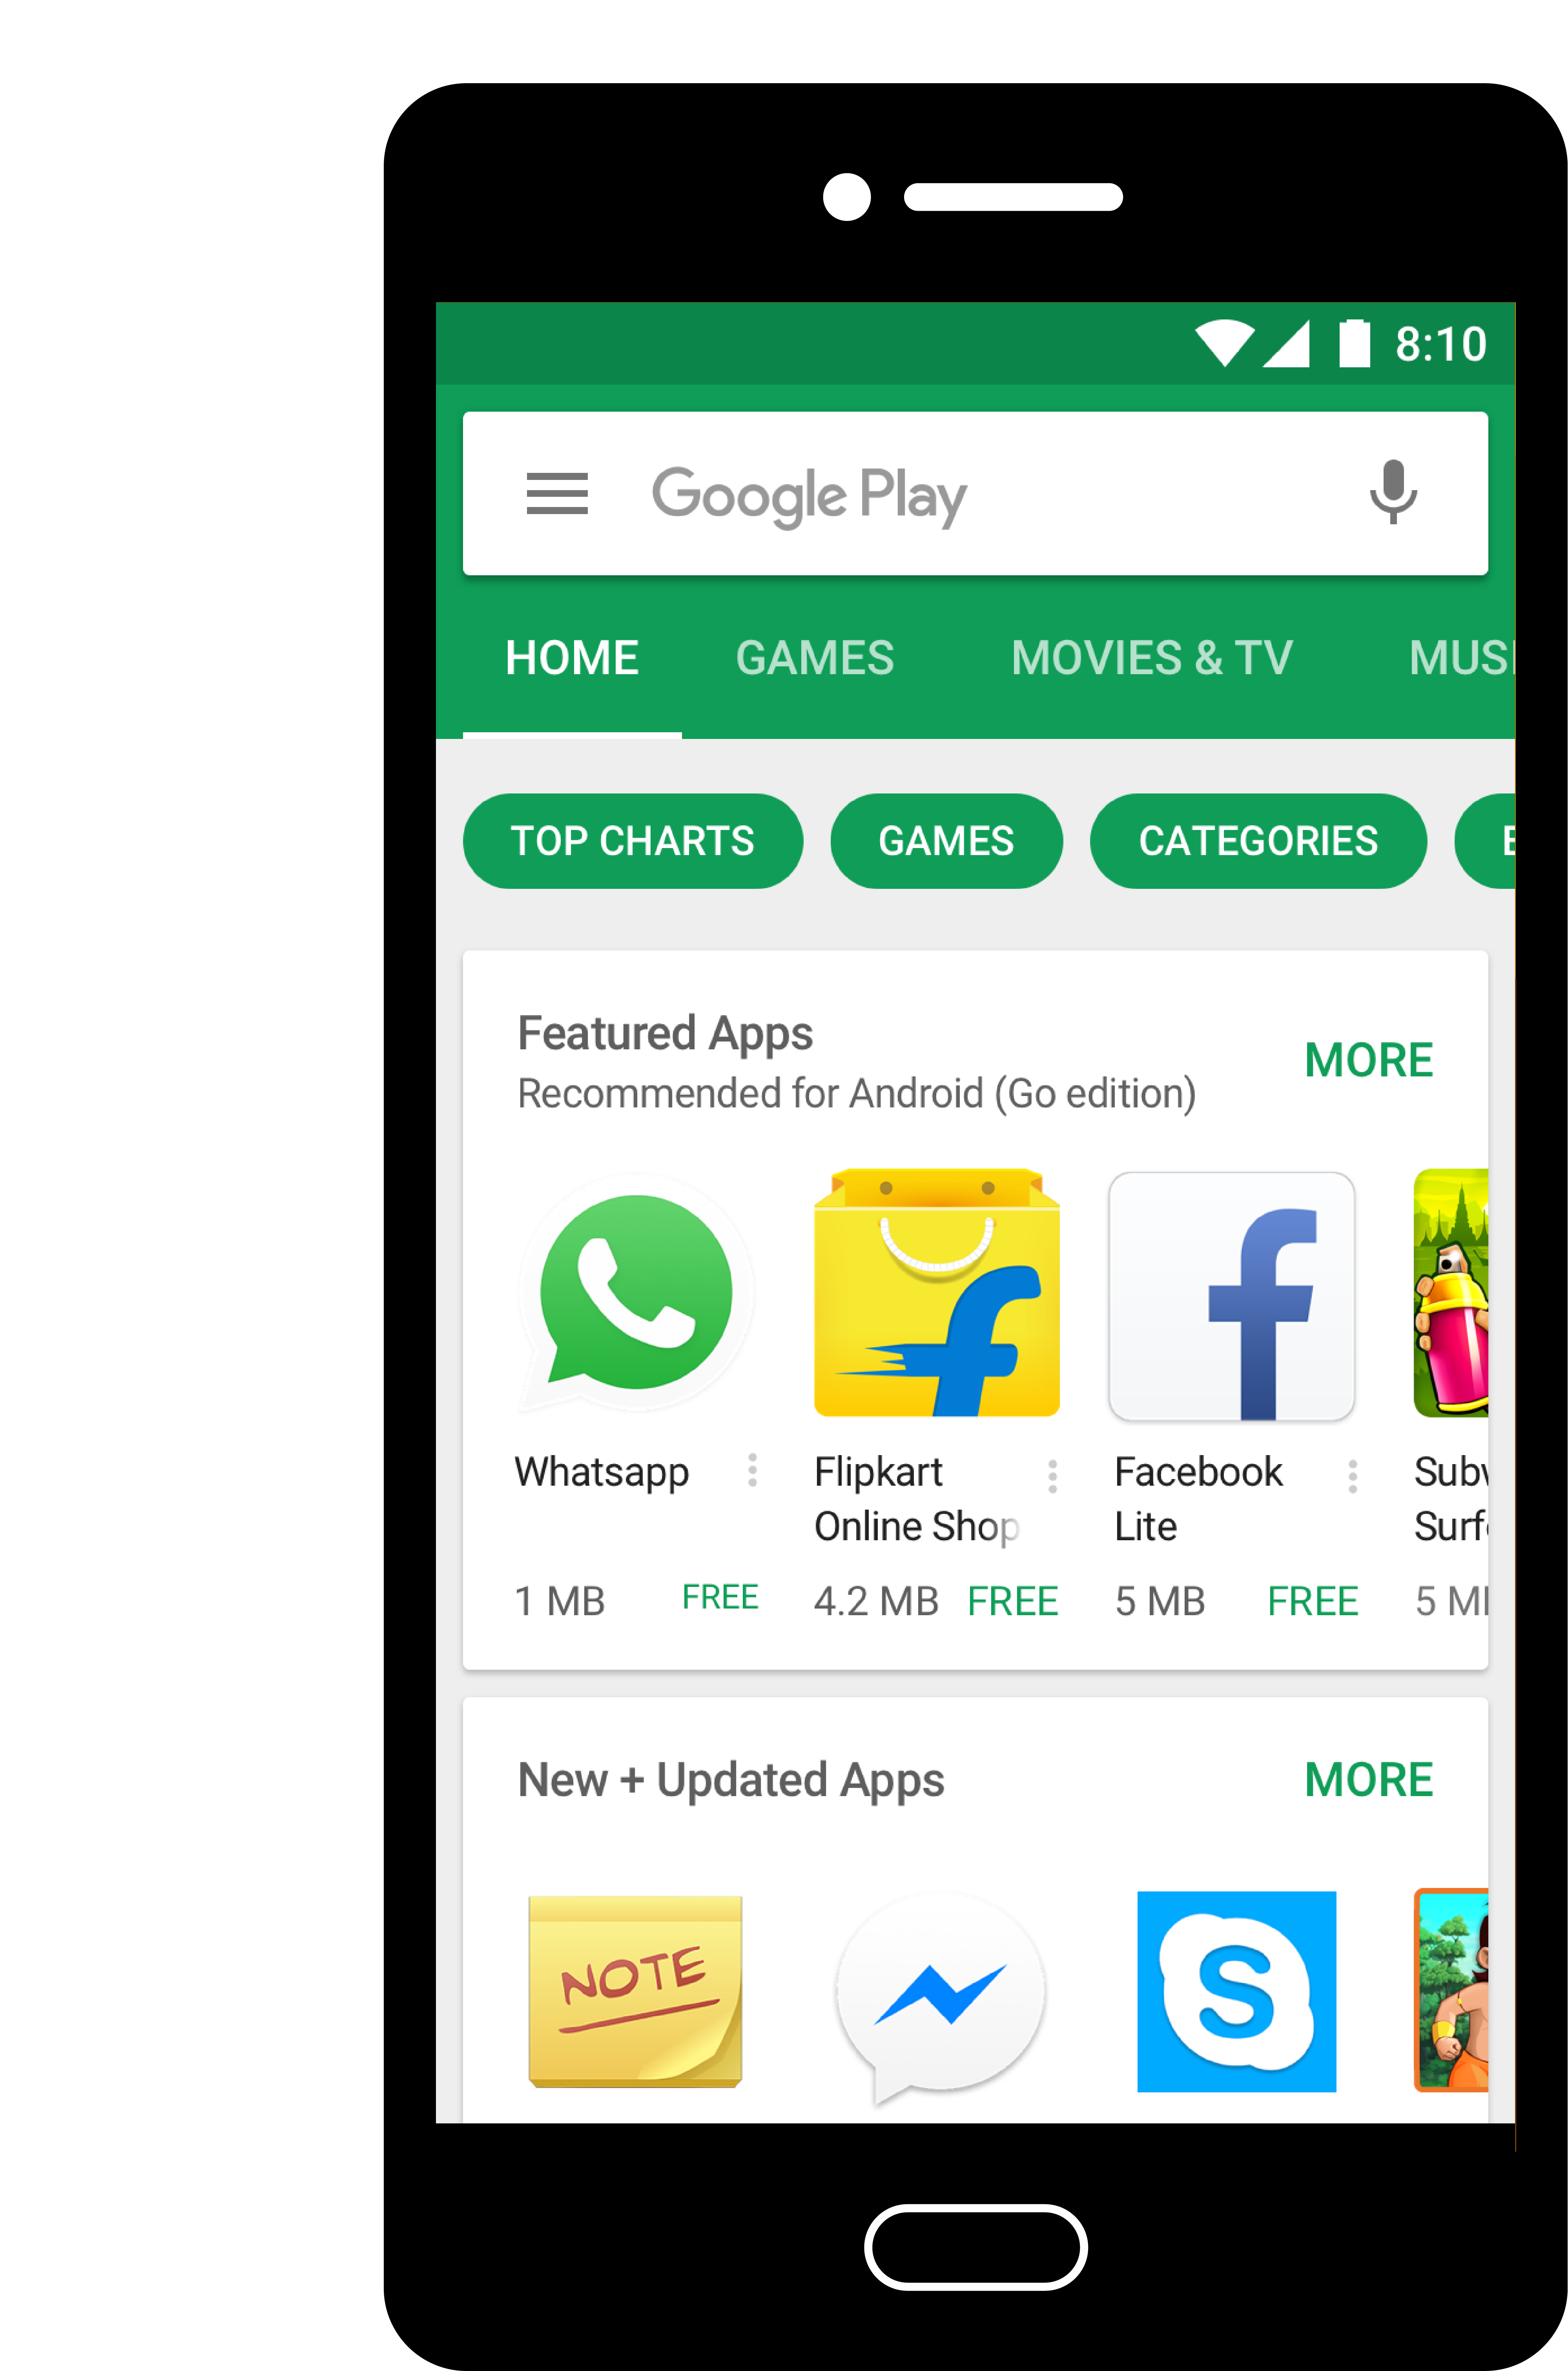 8:10
Google Play
HOME GAMES MOVIES & TV
TOP CHARTS GAMES CATEGORIES
Featured Apps
MORE
Recommended for Android (Go edition)
Whatsapp Flipkart Facebook
Online Shop Lite
1 MB FREE 4.2 MB FREE 5 MB FREE 5
New + Updated Apps MORE
NOTE